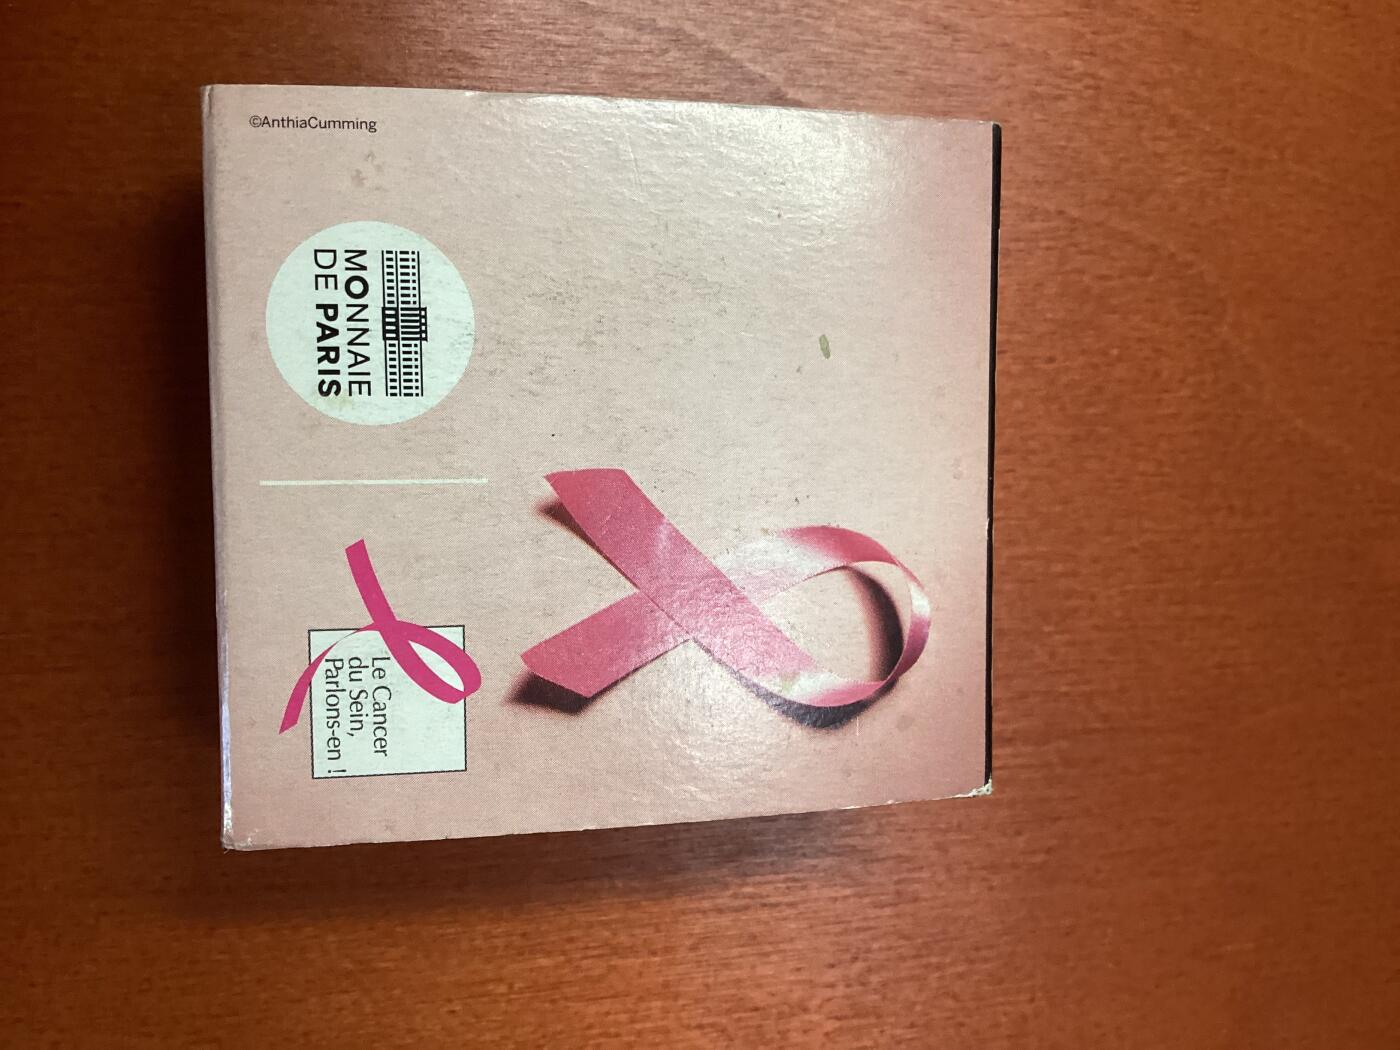 ©AnthiaCumming
MONNAIE
DE PARIS
Le Cancer
du Sein,
Parlons-en !